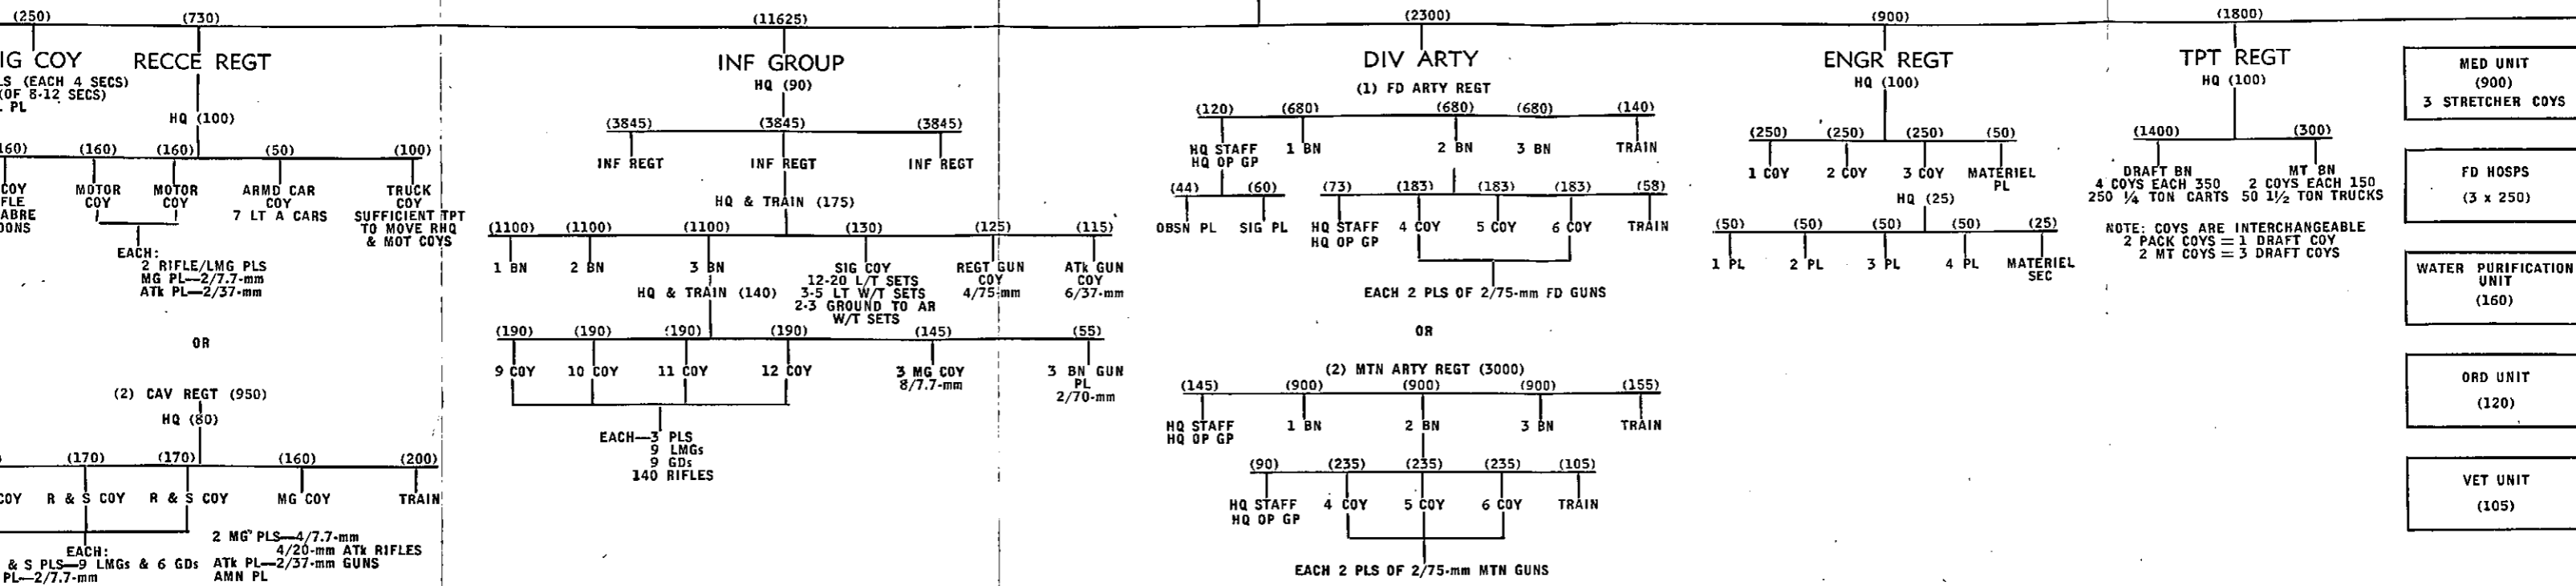 (250) (730) (11625) (2300) (900) (1800)
IG COY
LS (EACH 4 SECS)
(OF 8-12 SECS)
PL
RECCE REGT
HQ (100)
160) (160) (160) (50) (100)
COY
FLE
ABRE
OONS
MOTOR
COY
MOTOR
COY
ARMD CAR
COY
7 LT A CARS
TRUCK
COY
SUFFICIENT TPT
TO MOVE RHQ
& MOT COYS
EACH:
2 RIFLE/LMG PLS
MG PL—2/7.7-mm
ATk PL—2/37-mm
OR
(2) CAV REGT (950)
HQ (80)
(170) (170) (160) (200)
COY R & S COY R & S COY MG COY TRAIN
EACH:
& S PLS—9 LMGs & 6 GDs
PL—2/7.7-mm
2 MG PLS—4/7.7-mm
4/20-mm ATk RIFLES
ATk PL—2/37-mm GUNS
AMN PL
INF GROUP
HQ (90)
(3845) (3845) (3845)
INF REGT INF REGT INF REGT
HQ & TRAIN (175)
(1100) (1100) (1100) (130) (125) (115)
1 BN 2 BN 3 BN
SIG COY
12-20 L/T SETS
3-5 LT W/T SETS
2-3 GROUND TO AR
W/T SETS
REGT GUN
COY
4/75-mm
ATk GUN
COY
6/37-mm
HQ & TRAIN (140)
(190) (190) (190) (190) (145) (55)
9 COY 10 COY 11 COY 12 COY
3 MG COY
8/7.7-mm
3 BN GUN
PL
2/70-mm
EACH—3 PLS
9 LMGs
9 GDs
140 RIFLES
DIV ARTY
(1) FD ARTY REGT
(120) (680) (680) (680) (140)
HQ STAFF
HQ OP GP
1 BN 2 BN 3 BN TRAIN
(44) (60) (73) (183) (183) (183) (58)
OBSN PL SIG PL
HQ STAFF
HQ OP GP
4 COY 5 COY 6 COY TRAIN
EACH 2 PLS OF 2/75-mm FD GUNS
OR
(2) MTN ARTY REGT (3000)
(145) (900) (900) (900) (155)
HQ STAFF
HQ OP GP
1 BN 2 BN 3 BN TRAIN
(90) (235) (235) (235) (105)
HQ STAFF
HQ OP GP
4 COY 5 COY 6 COY TRAIN
EACH 2 PLS OF 2/75-mm MTN GUNS
ENGR REGT
HQ (100)
(250) (250) (250) (50)
1 COY 2 COY 3 COY
MATERIEL
PL
HQ (25)
(50) (50) (50) (50) (25)
1 PL 2 PL 3 PL 4 PL
MATERIEL
SEC
TPT REGT
HQ (100)
(1400) (300)
DRAFT BN
4 COYS EACH 350
250 1/4 TON CARTS
MT BN
2 COYS EACH 150
50 1½ TON TRUCKS
NOTE: COYS ARE INTERCHANGEABLE
2 PACK COYS = 1 DRAFT COY
2 MT COYS = 3 DRAFT COYS
MED UNIT
(900)
3 STRETCHER COYS
FD HOSPS
(3 x 250)
WATER PURIFICATION
UNIT
(160)
ORD UNIT
(120)
VET UNIT
(105)